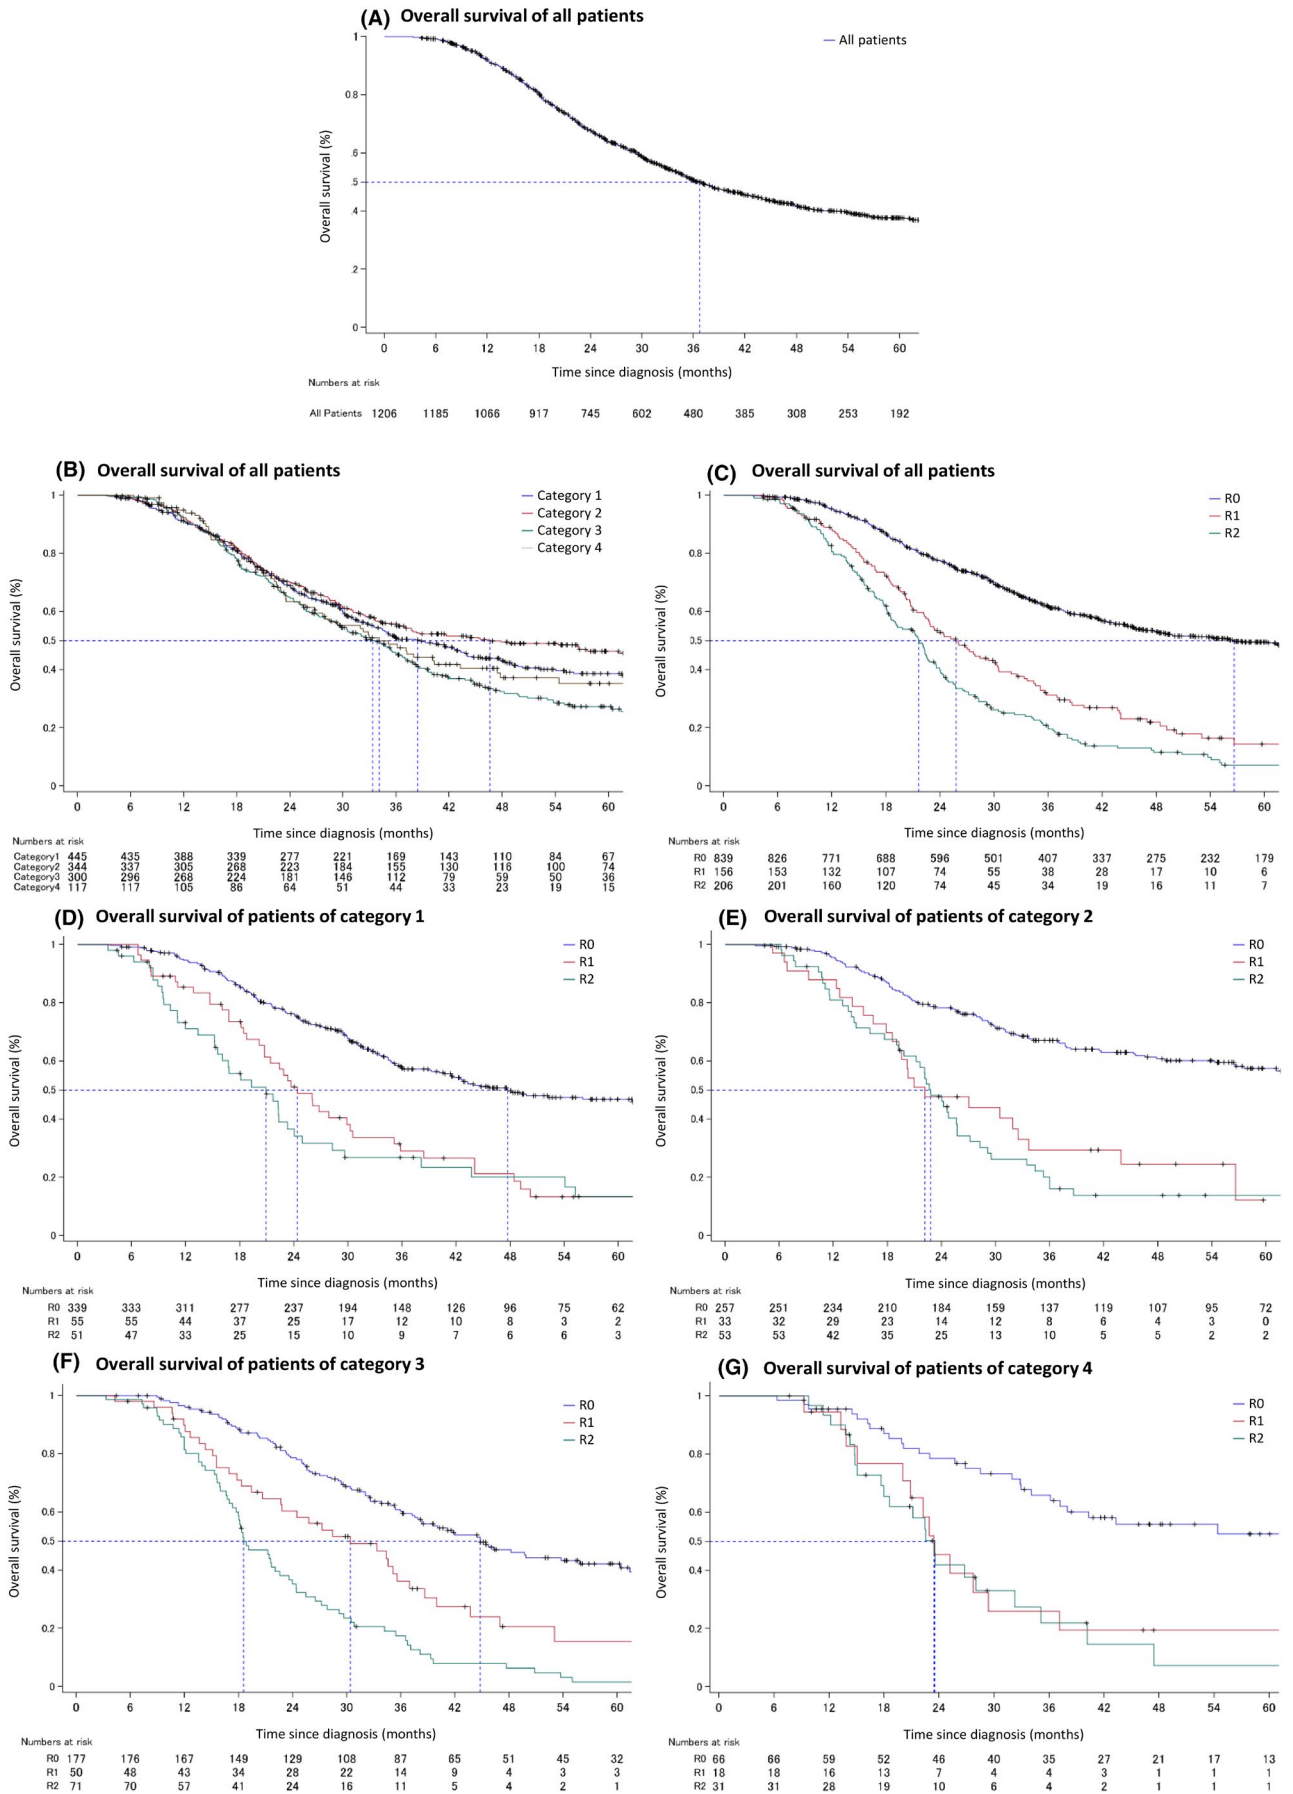 (A) Overall survival of all patients
All patients
Overall survival (%)
1
0.8
.6
.5
.4
.2
0
0 6 12 18 24 30 36 42 48 54 60
Time since diagnosis (months)
Numbers at risk
All Patients 1206 1185 1066 917 745 602 480 385 308 253 192
(B) Overall survival of all patients
Category 1
Category 2
Category 3
Category 4
Overall survival (%)
1
0.8
0.6
0.5
0.4
0.2
0
0 6 12 18 24 30 36 42 48 54 60
Time since diagnosis (months)
Numbers at risk
Category1 445 435 388 339 277 221 169 143 110 84 67
Category2 344 337 305 268 223 184 155 130 116 100 74
Category3 300 296 268 224 181 146 112 79 59 50 36
Category4 117 117 105 86 64 51 44 33 23 19 15
(C) Overall survival of all patients
R0
R1
R2
Overall survival (%)
1
0.8
0.6
0.5
0.4
0.2
0
0 6 12 18 24 30 36 42 48 54 60
Time since diagnosis (months)
Numbers at risk
R0 839 826 771 688 596 501 407 337 275 232 179
R1 156 153 132 107 74 55 38 28 17 10 6
R2 206 201 160 120 74 45 34 19 16 11 7
(D) Overall survival of patients of category 1
R0
R1
R2
Overall survival (%)
1
0.8
0.6
0.5
0.4
0.2
0
0 6 12 18 24 30 36 42 48 54 60
Time since diagnosis (months)
Numbers at risk
R0 339 333 311 277 237 194 148 126 96 75 62
R1 55 55 44 37 25 17 12 10 8 3 2
R2 51 47 33 25 15 10 9 7 6 6 3
(E) Overall survival of patients of category 2
R0
R1
R2
Overall survival (%)
1
0.8
0.6
0.5
0.4
0.2
0
0 6 12 18 24 30 36 42 48 54 60
Time since diagnosis (months)
Numbers at risk
R0 257 251 234 210 184 159 137 119 107 95 72
R1 33 32 29 23 14 12 8 6 4 3 0
R2 53 53 42 35 25 13 10 5 5 2 2
(F) Overall survival of patients of category 3
R0
R1
R2
Overall survival (%)
1
0.8
0.6
0.5
0.4
0.2
0
0 6 12 18 24 30 36 42 48 54 60
Time since diagnosis (months)
Numbers at risk
R0 177 176 167 149 129 108 87 65 51 45 32
R1 50 48 43 34 28 22 14 9 4 3 3
R2 71 70 57 41 24 16 11 5 4 2 1
(G) Overall survival of patients of category 4
R0
R1
R2
Overall survival (%)
1
0.8
0.6
0.5
0.4
0.2
0
0 6 12 18 24 30 36 42 48 54 60
Time since diagnosis (months)
Numbers at risk
R0 66 66 59 52 46 40 35 27 21 17 13
R1 18 18 16 13 7 4 4 3 1 1 1
R2 31 31 28 19 10 6 4 2 1 1 1